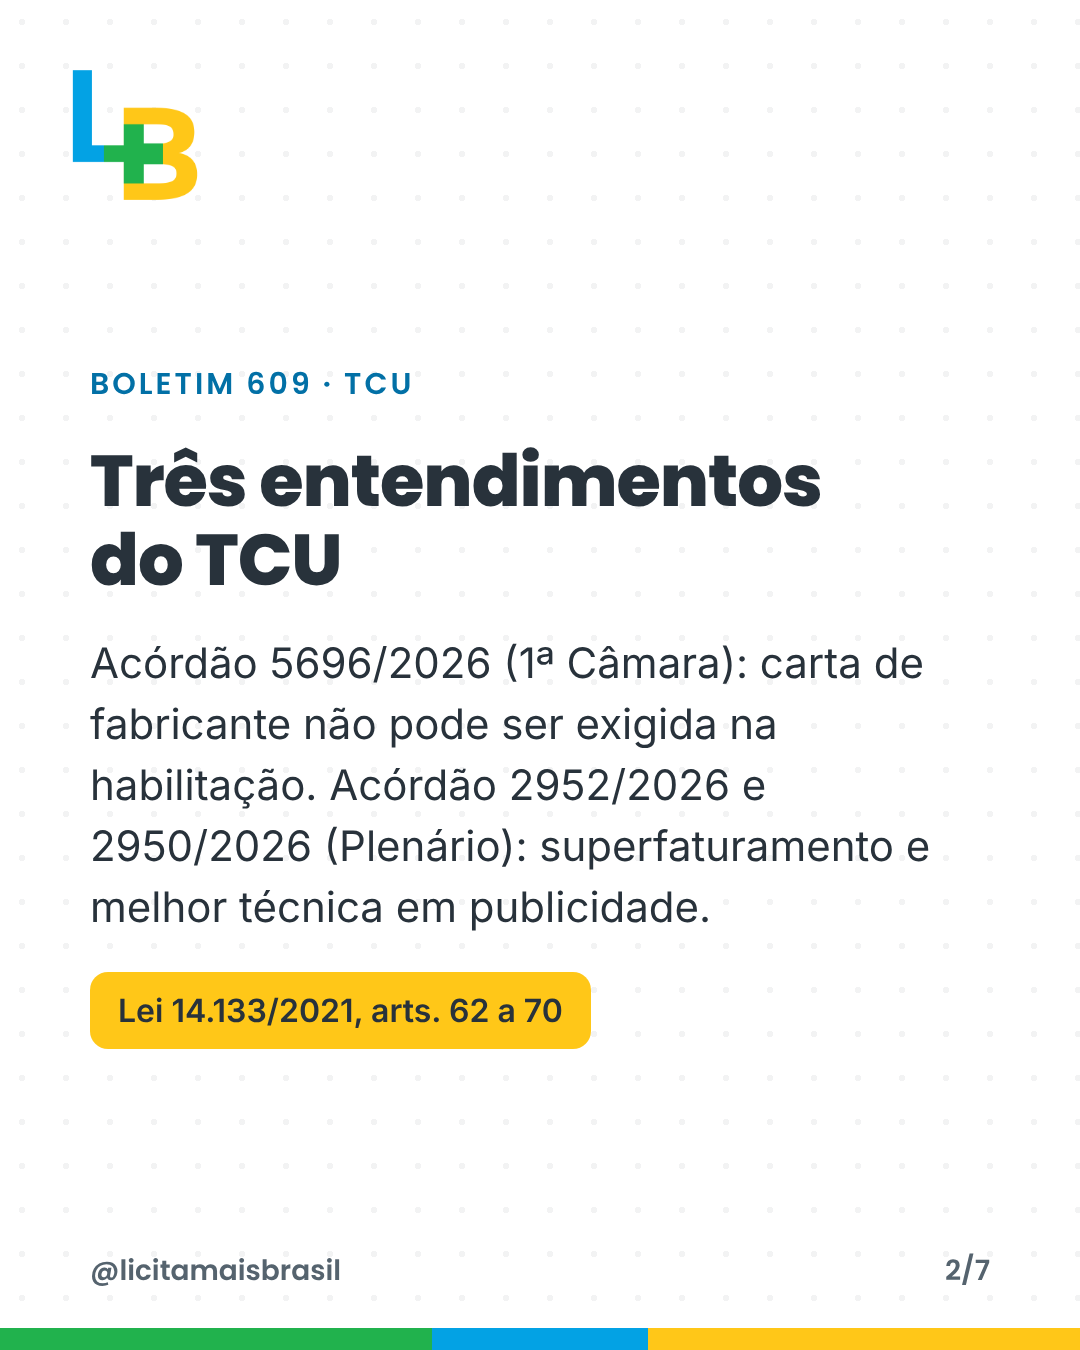 L+B
BOLETIM 609 · TCU
Três entendimentos
do TCU
Acórdão 5696/2026 (1ª Câmara): carta de
fabricante não pode ser exigida na
habilitação. Acórdão 2952/2026 e
2950/2026 (Plenário): superfaturamento e
melhor técnica em publicidade.
Lei 14.133/2021, arts. 62 a 70
@licitamaisbrasil
2/7